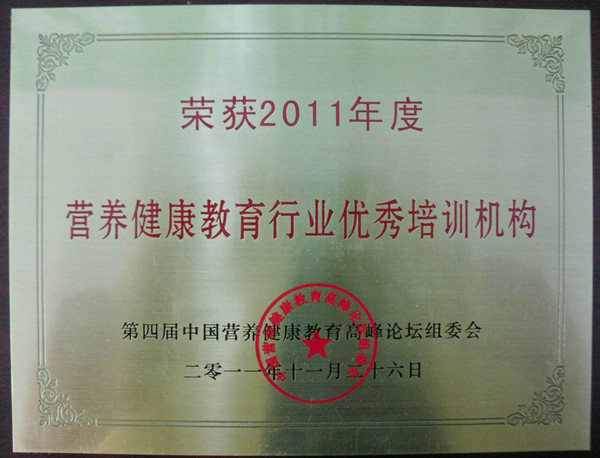 荣获2011年度
营养健康教育行业优秀培训机构
第四届中国营养健康教育高峰论坛组委会
二零一一年十一月二十六日